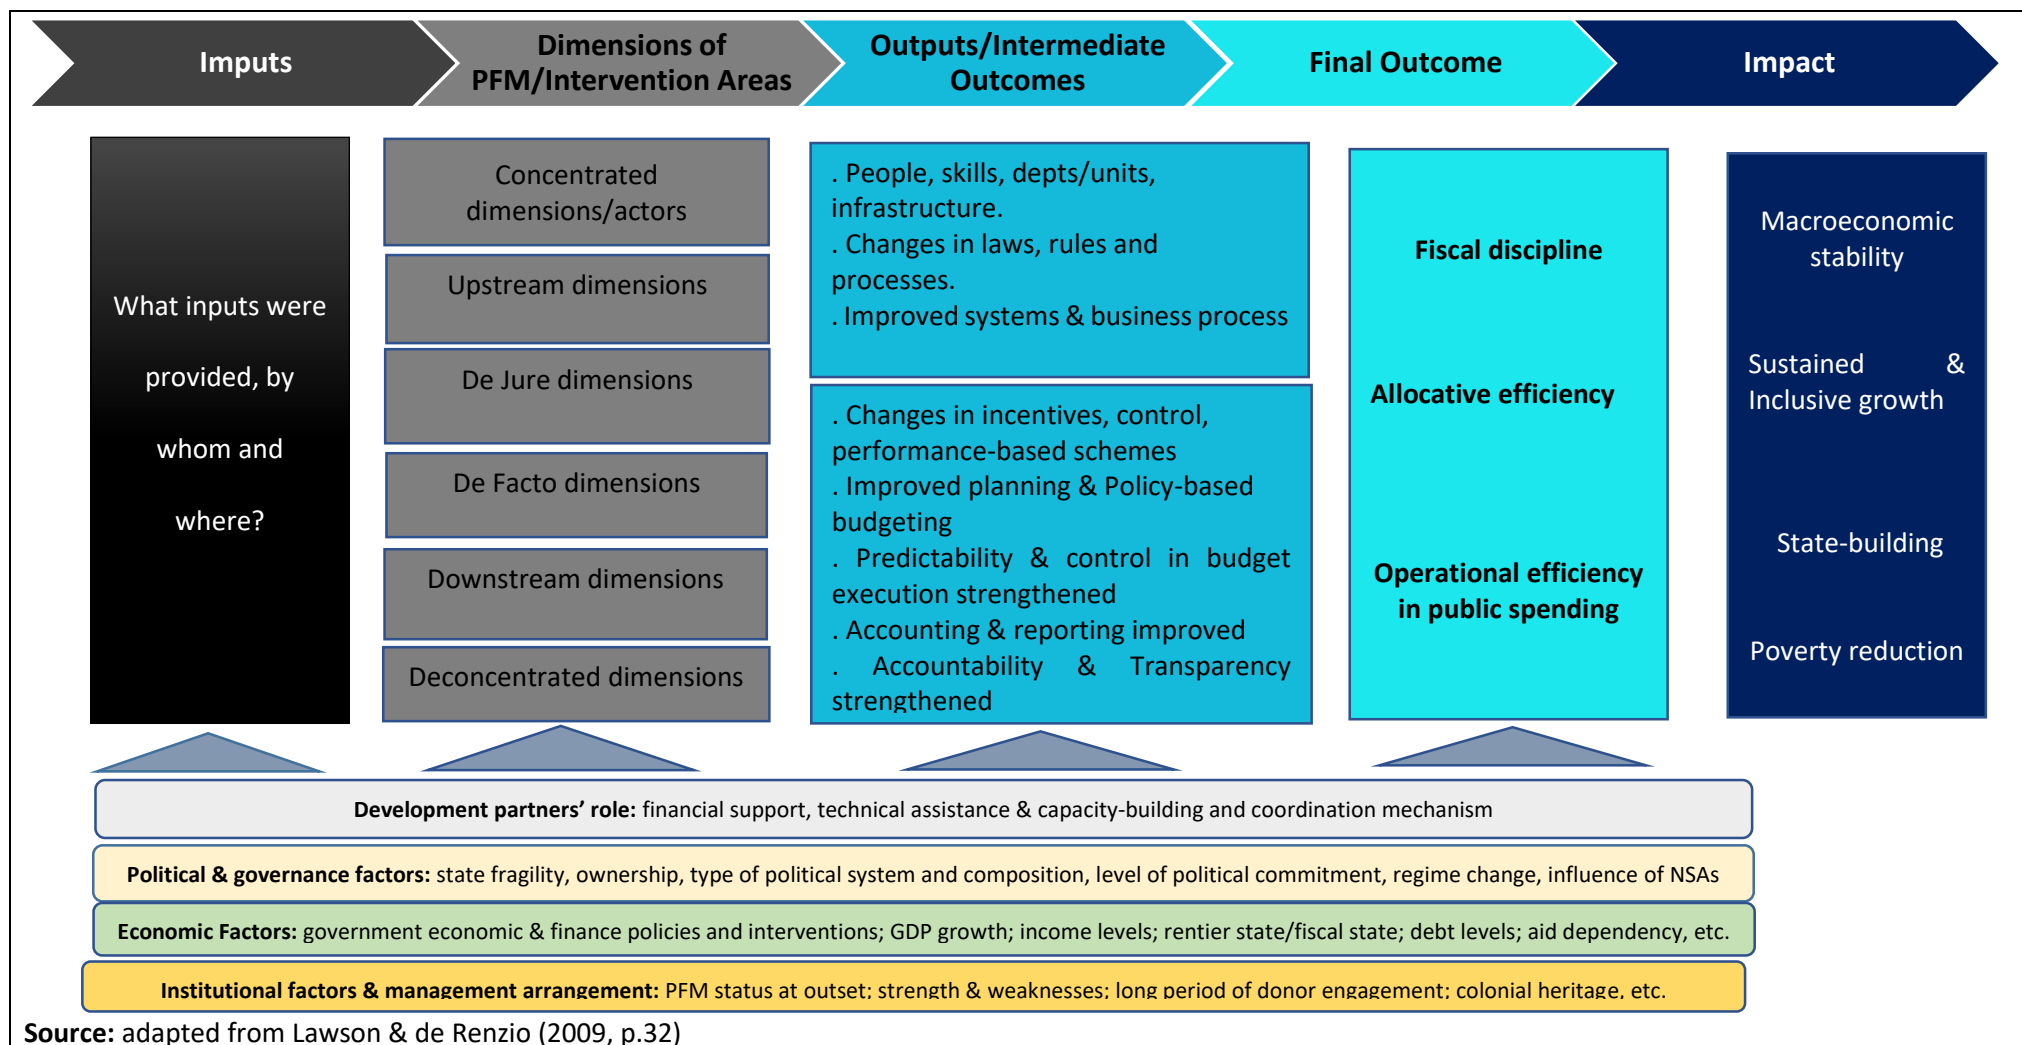 Imputs
Dimensions of
PFM/Intervention Areas
Outputs/Intermediate
Outcomes
Final Outcome
Impact
What inputs were
provided, by
whom and
where?
Concentrated
dimensions/actors
Upstream dimensions
De Jure dimensions
De Facto dimensions
Downstream dimensions
Deconcentrated dimensions
. People, skills, depts/units,
infrastructure.
. Changes in laws, rules and
processes.
. Improved systems & business process
. Changes in incentives, control,
performance-based schemes
. Improved planning & Policy-based
budgeting
. Predictability & control in budget
execution strengthened
. Accounting & reporting improved
. Accountability & Transparency
strengthened
Fiscal discipline
Allocative efficiency
Operational efficiency
in public spending
Macroeconomic
stability
Sustained &
Inclusive growth
State-building
Poverty reduction
Development partners’ role: financial support, technical assistance & capacity-building and coordination mechanism
Political & governance factors: state fragility, ownership, type of political system and composition, level of political commitment, regime change, influence of NSAs
Economic Factors: government economic & finance policies and interventions; GDP growth; income levels; rentier state/fiscal state; debt levels; aid dependency, etc.
Institutional factors & management arrangement: PFM status at outset; strength & weaknesses; long period of donor engagement; colonial heritage, etc.
Source: adapted from Lawson & de Renzio (2009, p.32)